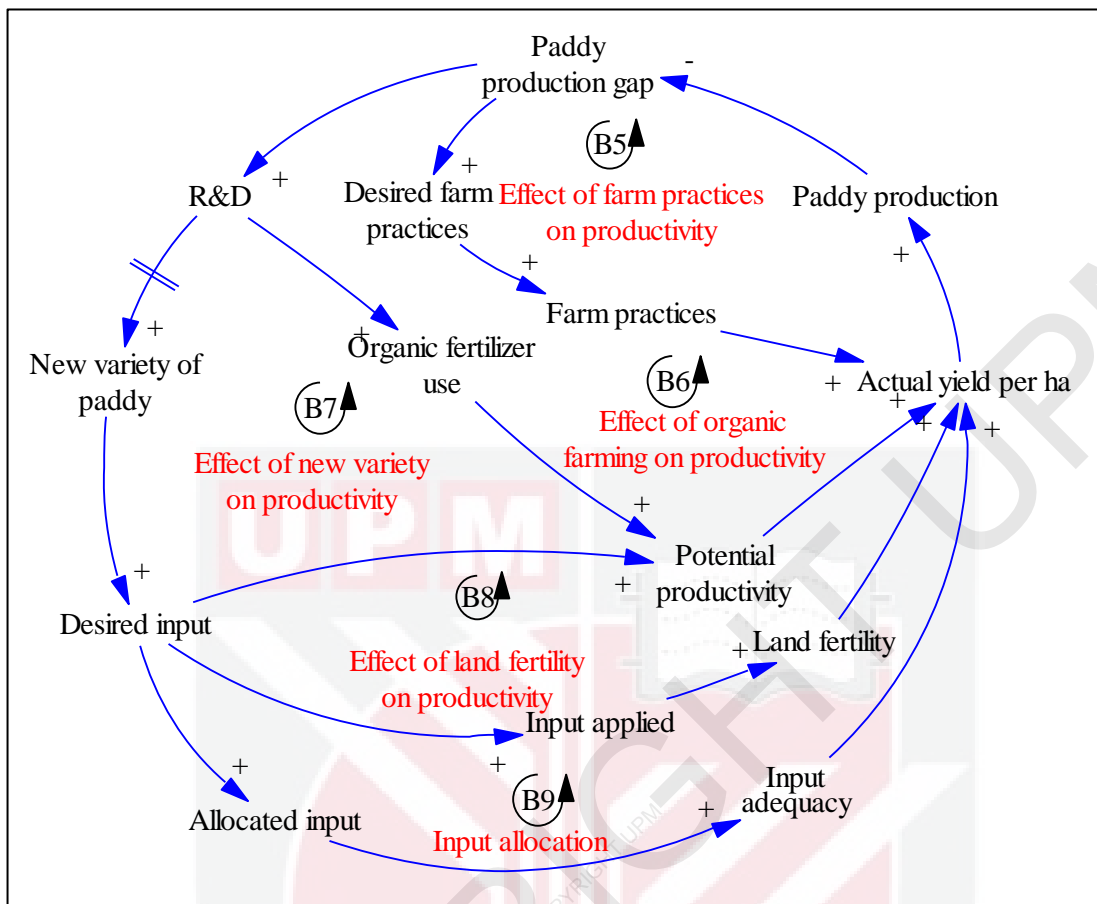 Paddy
production gap
-
B5
+
+
R&D
Desired farm
practices
Effect of farm practices
on productivity
Paddy production
+
+
Farm practices
+
New variety of
paddy
+
Organic fertilizer
use
B7
B6
+
Actual yield per ha
+
+
+
Effect of new variety
on productivity
Effect of organic
farming on productivity
UPM
+
Potential
productivity
+
+
Desired input
B8
Land fertility
+
Effect of land fertility
on productivity
Input applied
+
+
B9
Input
adequacy
+
Allocated input
Input allocation
COPYRIGHT UPM